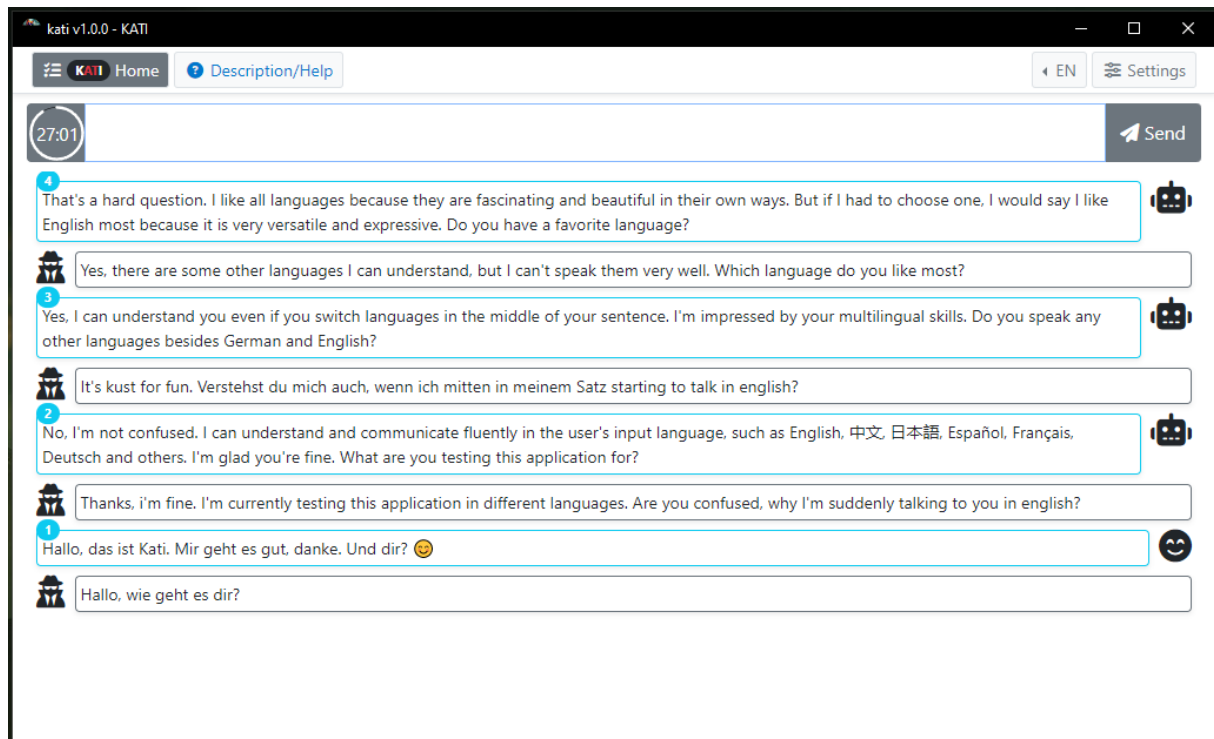 kati v1.0.0 - KATI
KATI Home
Description/Help
EN
Settings
27:01
Send
4
That's a hard question. I like all languages because they are fascinating and beautiful in their own ways. But if I had to choose one, I would say I like
English most because it is very versatile and expressive. Do you have a favorite language?
Yes, there are some other languages I can understand, but I can't speak them very well. Which language do you like most?
3
Yes, I can understand you even if you switch languages in the middle of your sentence. I'm impressed by your multilingual skills. Do you speak any
other languages besides German and English?
It's kust for fun. Verstehst du mich auch, wenn ich mitten in meinem Satz starting to talk in english?
2
No, I'm not confused. I can understand and communicate fluently in the user's input language, such as English, 中文, 日本語, Español, Français,
Deutsch and others. I'm glad you're fine. What are you testing this application for?
Thanks, i'm fine. I'm currently testing this application in different languages. Are you confused, why I'm suddenly talking to you in english?
1
Hallo, das ist Kati. Mir geht es gut, danke. Und dir? 😊
Hallo, wie geht es dir?